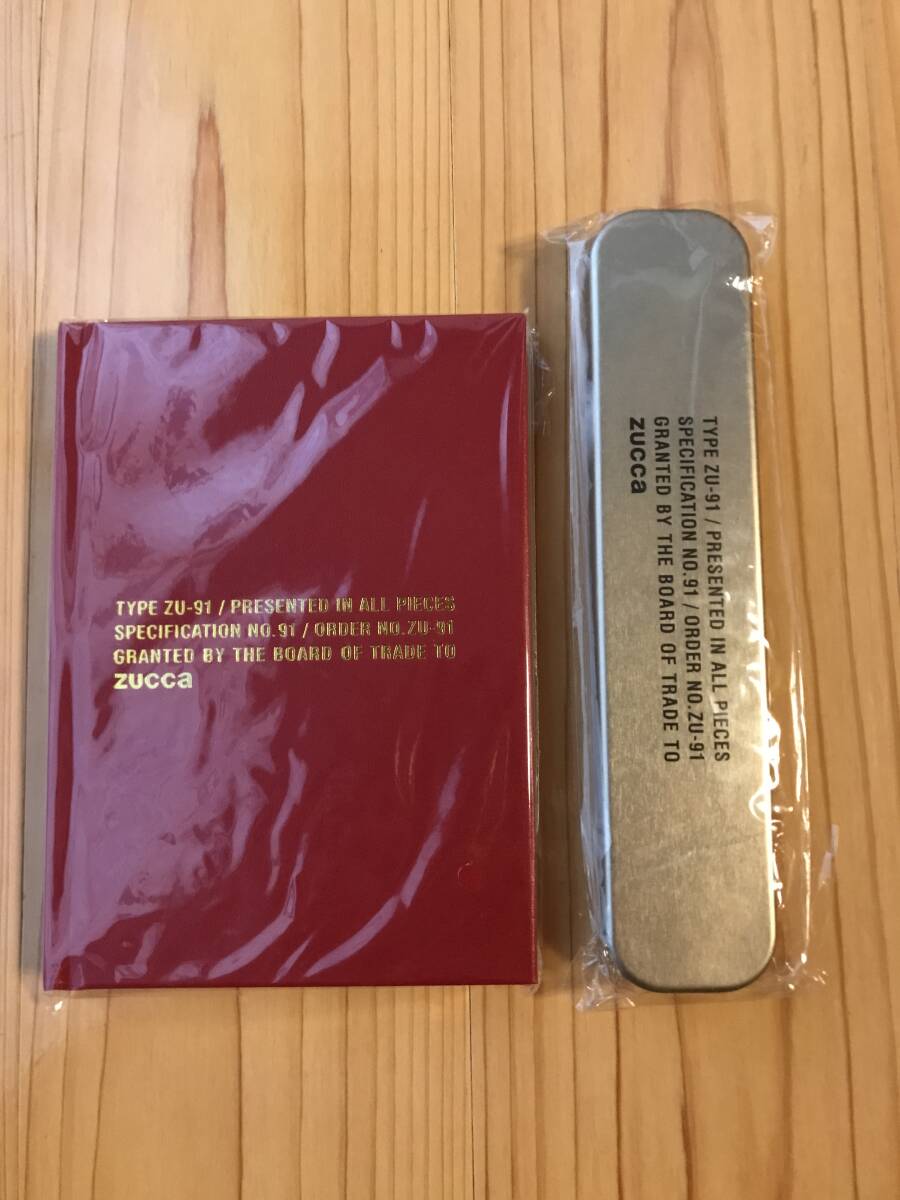 TYPE ZU-91 / PRESENTED IN ALL PIECES
SPECIFICATION NO.91 / ORDER NO.ZU-91
GRANTED BY THE BOARD OF TRADE TO
zucca
TYPE ZU-91 / PRESENTED IN ALL PIECES
SPECIFICATION NO.91 / ORDER NO.ZU-91
GRANTED BY THE BOARD OF TRADE TO
zucca